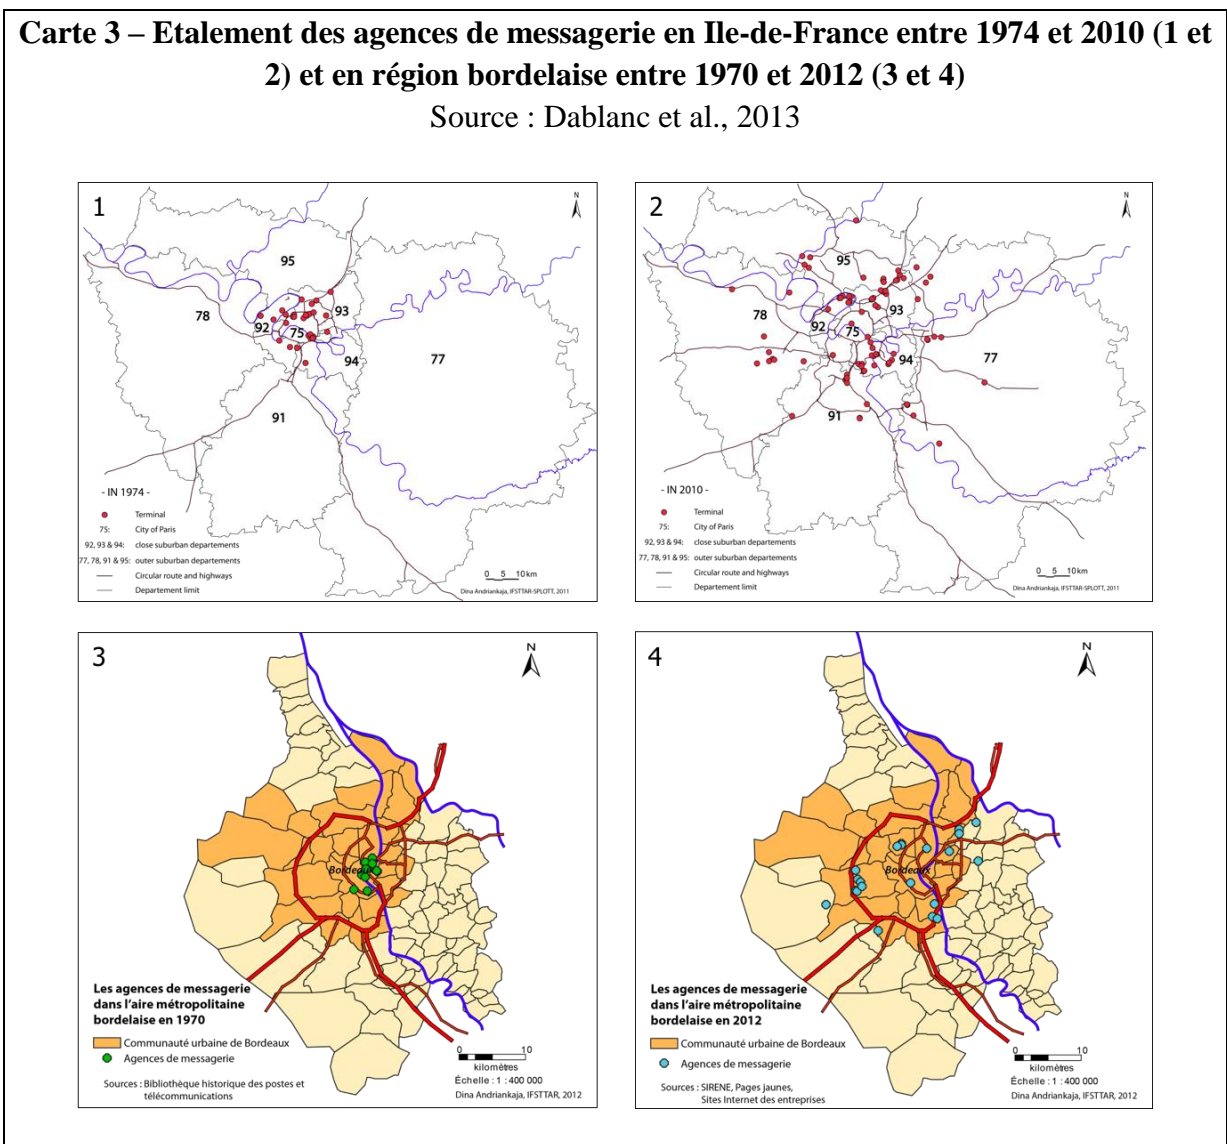 Carte 3 – Etalement des agences de messagerie en Ile-de-France entre 1974 et 2010 (1 et
2) et en région bordelaise entre 1970 et 2012 (3 et 4)
Source : Dablanc et al., 2013
1
N
95
78
92
75
93
94
77
91
- IN 1974 -
Terminal
75: City of Paris
92, 93 & 94: close suburban departements
77, 78, 91 & 95: outer suburban departements
Circular route and highways
Departement limit
0 5 10 km
Dina Andriankaja, IFSTTAR-SPLOTT, 2011
2
N
95
78
92
75
93
94
77
91
- IN 2010 -
Terminal
75: City of Paris
92, 93 & 94: close suburban departements
77, 78, 91 & 95: outer suburban departements
Circular route and highways
Departement limit
0 5 10 km
Dina Andriankaja, IFSTTAR-SPLOTT, 2011
3
N
Bordeaux
Les agences de messagerie
dans l'aire métropolitaine
bordelaise en 1970
Communauté urbaine de Bordeaux
Agences de messagerie
Sources : Bibliothèque historique des postes et
télécommunications
0 10
kilomètres
Échelle : 1 : 400 000
Dina Andriankaja, IFSTTAR, 2012
4
N
Bordeaux
Les agences de messagerie
dans l'aire métropolitaine
bordelaise en 2012
Communauté urbaine de Bordeaux
Agences de messagerie
Sources : SIRENE, Pages jaunes,
Sites Internet des entreprises
0 10
kilomètres
Échelle : 1 : 400 000
Dina Andriankaja, IFSTTAR, 2012